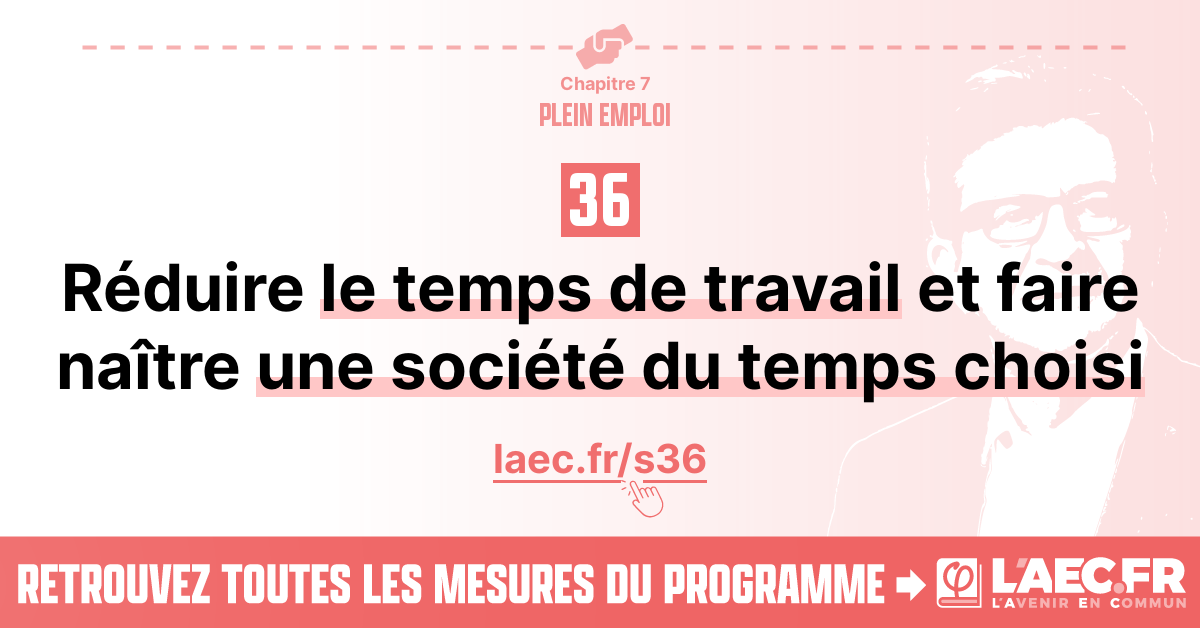 Chapitre 7
PLEIN EMPLOI
36
Réduire le temps de travail et faire
naître une société du temps choisi
laec.fr/s36
RETROUVEZ TOUTES LES MESURES DU PROGRAMME
φ L'AEC.FR
L'AVENIR EN COMMUN